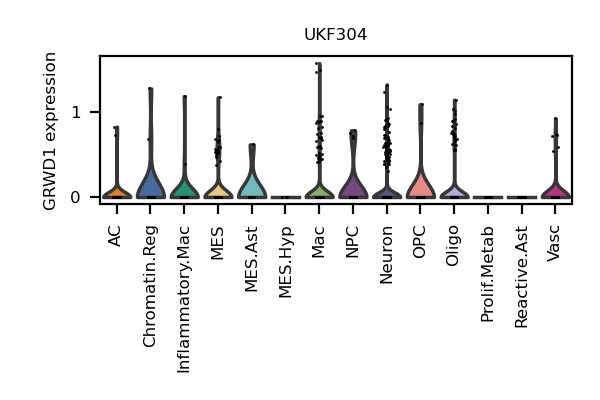 UKF304
GRWD1 expression
1
0
AC
Chromatin.Reg
Inflammatory.Mac
MES
MES.Ast
MES.Hyp
Mac
NPC
Neuron
OPC
Oligo
Prolif.Metab
Reactive.Ast
Vasc